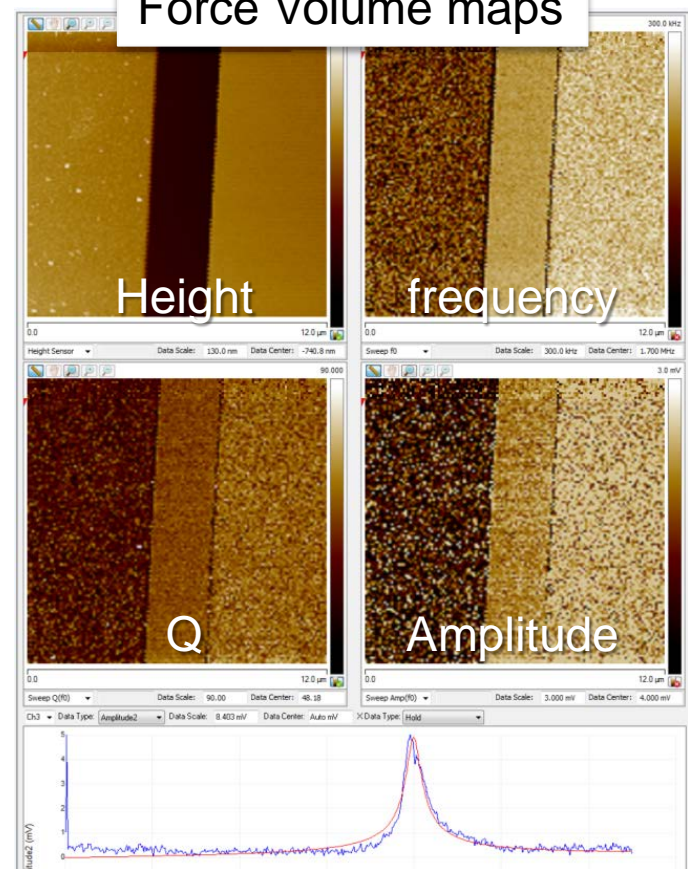 Force Volume maps
300.0 kHz
Height
frequency
0.0 12.0 µm
0.0 12.0 µm
Height Sensor Data Scale: 130.0 nm Data Center: -740.8 nm
Sweep f0 Data Scale: 300.0 kHz Data Center: 1.700 MHz
90.000
3.0 mV
Q
Amplitude
0.0 12.0 µm
0.0 12.0 µm
Sweep Q(f0) Data Scale: 90.00 Data Center: 48.18
Sweep Amp(f0) Data Scale: 3.000 mV Data Center: 4.000 mV
Ch3 Data Type: Amplitude2 Data Scale: 8.403 mV Data Center: Auto mV X Data Type: Hold
5
4
3
2
1
0
(mV)